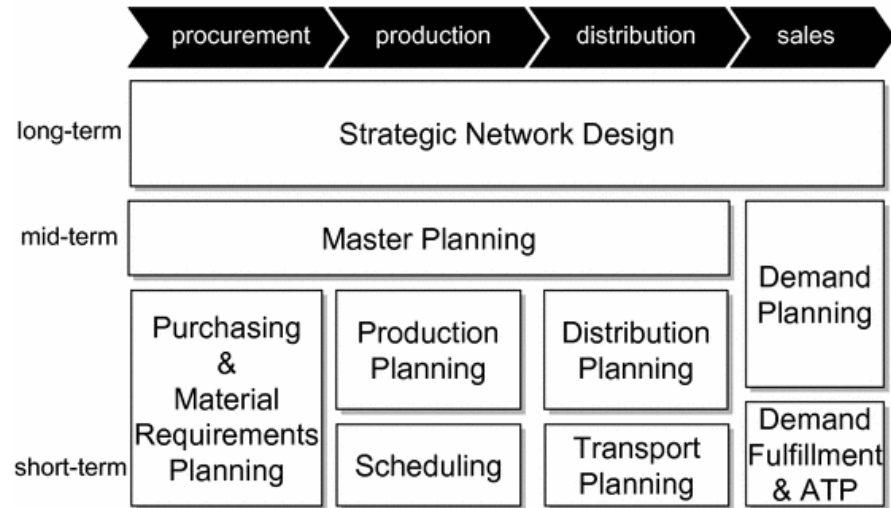 procurement
production
distribution
sales
long-term
Strategic Network Design
mid-term
Master Planning
Demand
Planning
Purchasing
&
Material
Requirements
Planning
Production
Planning
Distribution
Planning
short-term
Scheduling
Transport
Planning
Demand
Fulfillment
& ATP